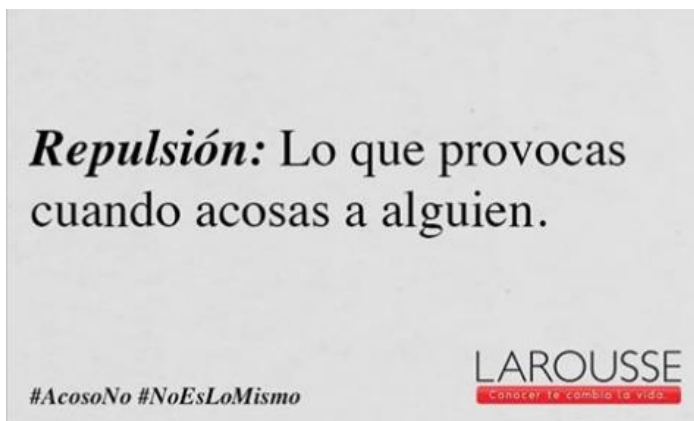 Repulsión: Lo que provocas
cuando acosas a alguien.
LAROUSSE
Conocer te cambia la vida.
#AcosoNo #NoEsLoMismo